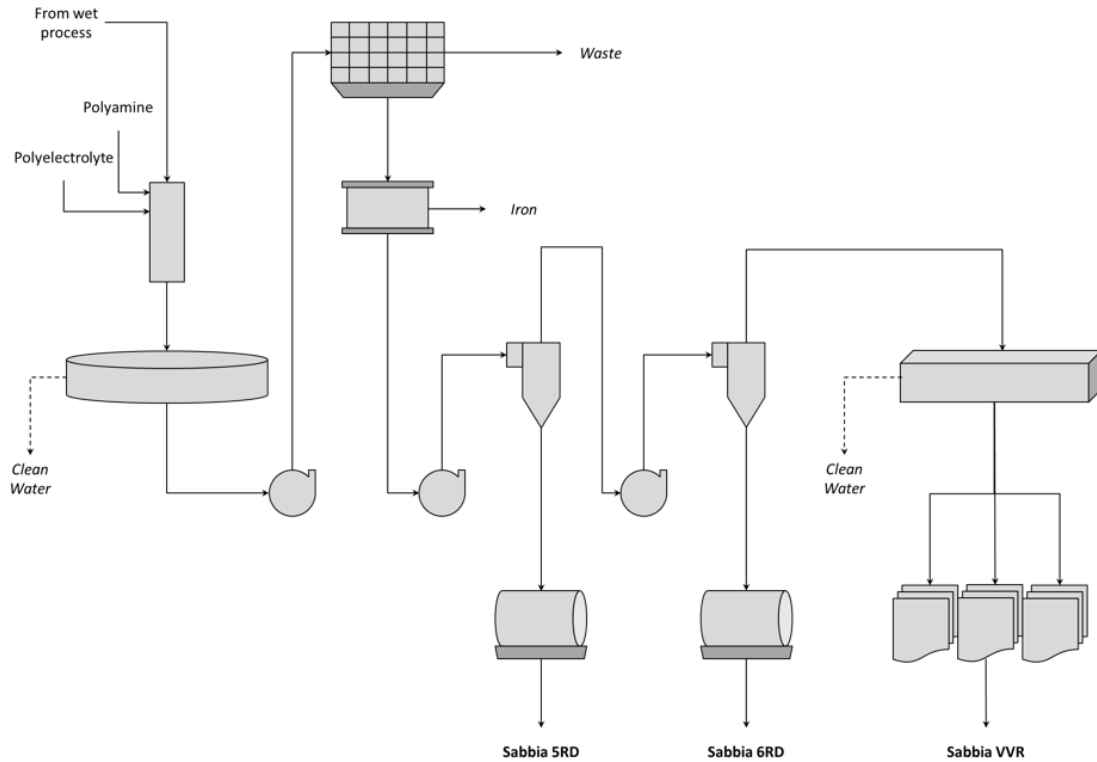 From wet
process
Waste
Polyamine
Polyelectrolyte
Iron
Clean
Water
Clean
Water
Sabbia 5RD
Sabbia 6RD
Sabbia VVR